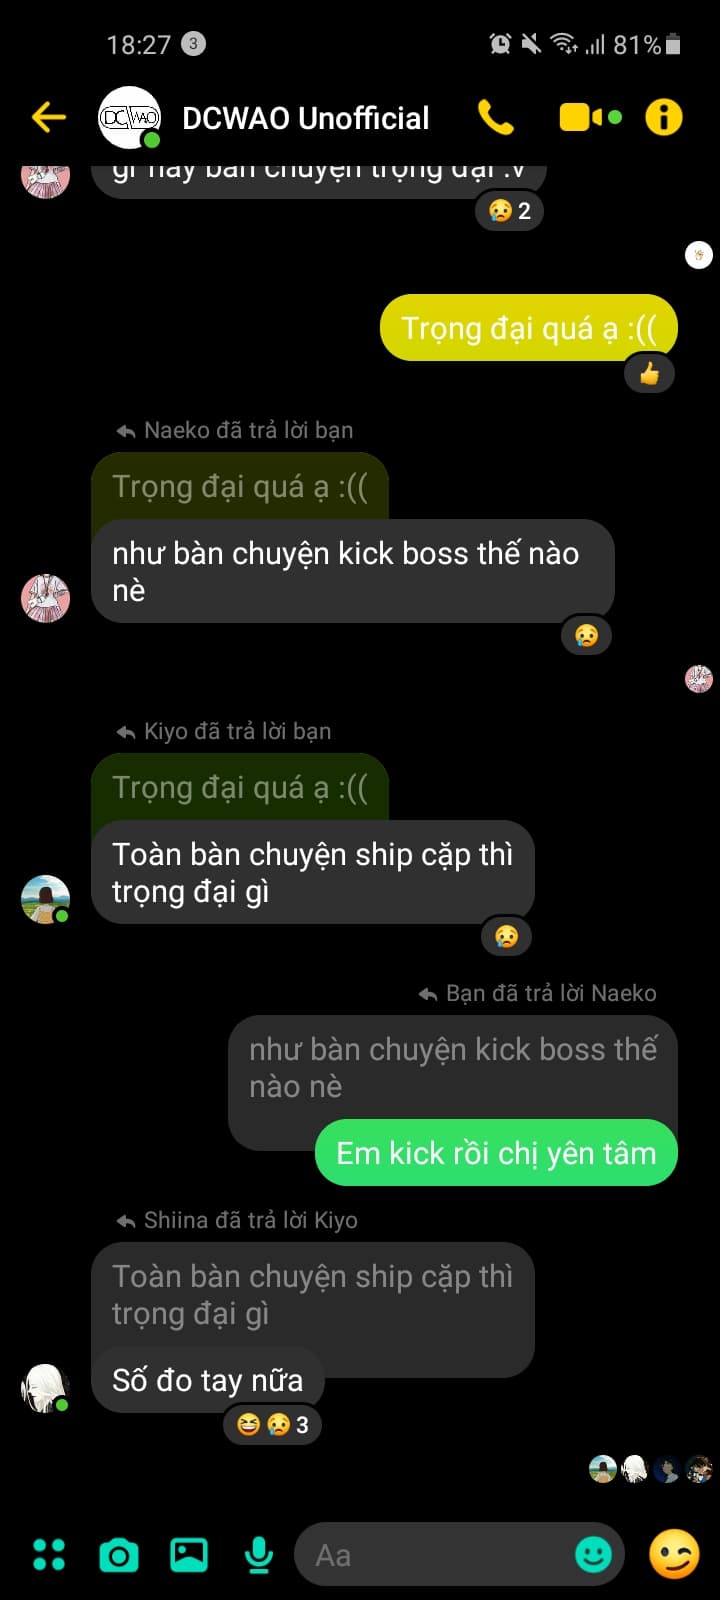 18:27 3 81%
DCWAO
DCWAO Unofficial
gì hay bàn chuyện trọng đại :v
2
Trọng đại quá ạ :((
Naeko đã trả lời bạn
Trọng đại quá ạ :((
như bàn chuyện kick boss thế nào
nè
Kiyo đã trả lời bạn
Trọng đại quá ạ :((
Toàn bàn chuyện ship cặp thì
trọng đại gì
Bạn đã trả lời Naeko
như bàn chuyện kick boss thế
nào nè
Em kick rồi chị yên tâm
Shiina đã trả lời Kiyo
Toàn bàn chuyện ship cặp thì
trọng đại gì
Số đo tay nữa
3
Aa